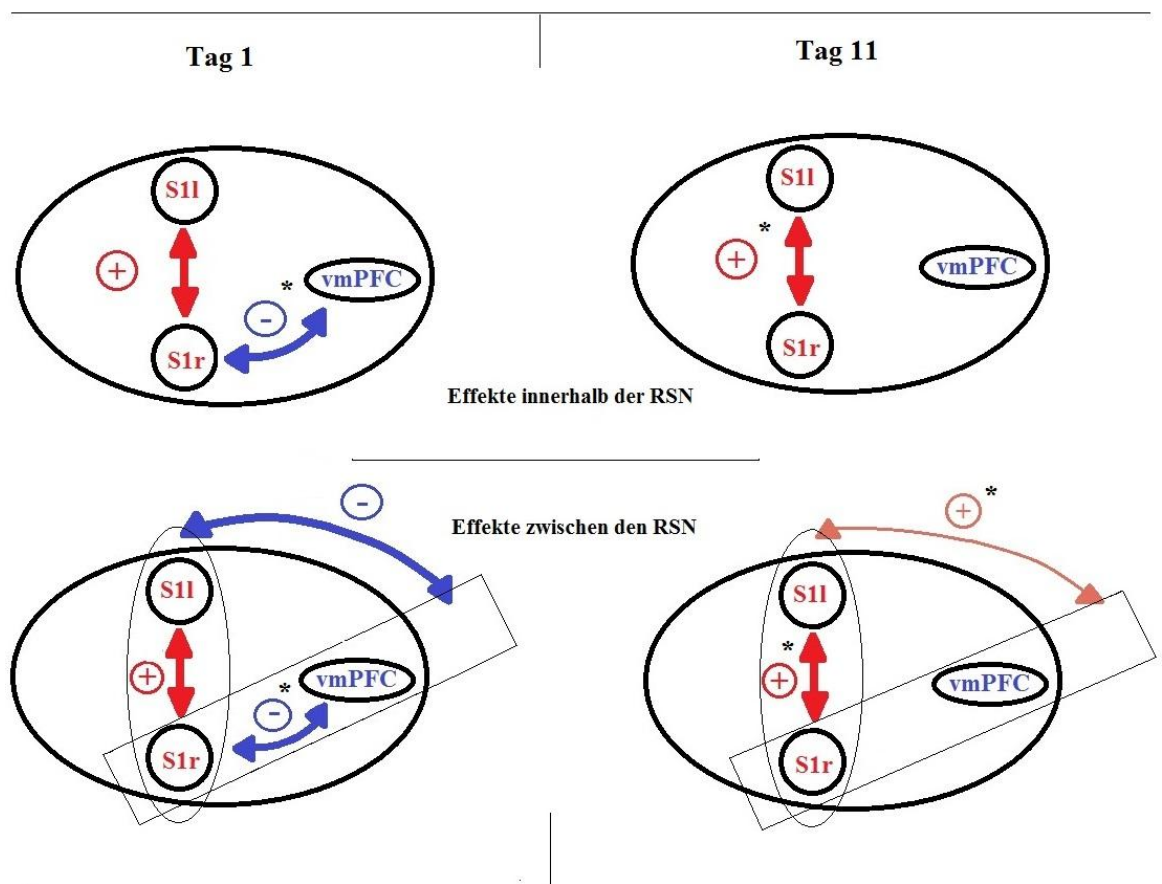 Tag 1
Tag 11
S1l
+
*
vmPFC
-
S1r
S1l
*
+
vmPFC
S1r
Effekte innerhalb der RSN
-
Effekte zwischen den RSN
+
*
S1l
+
*
vmPFC
-
S1r
S1l
*
+
vmPFC
S1r